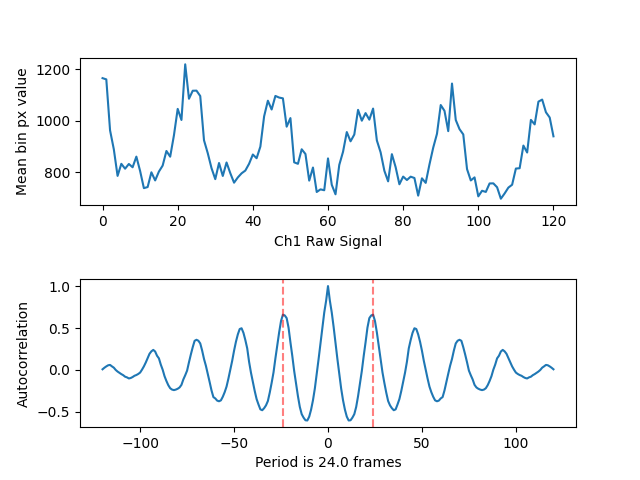 1200
1000
800
Mean bin px value
0 20 40 60 80 100 120
Ch1 Raw Signal
1.0
0.5
0.0
−0.5
Autocorrelation
−100 −50 0 50 100
Period is 24.0 frames